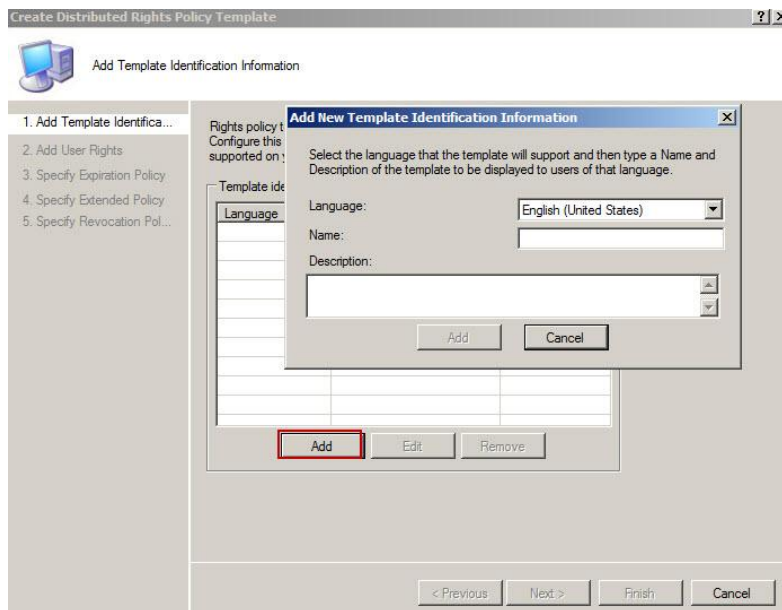 Create Distributed Rights Policy Template
Add Template Identification Information
1. Add Template Identifica...
2. Add User Rights
3. Specify Expiration Policy
4. Specify Extended Policy
5. Specify Revocation Pol...
Rights policy t
Configure this
supported on
Template ide
Language
Add New Template Identification Information
Select the language that the template will support and then type a Name and
Description of the template to be displayed to users of that language.
Language:
English (United States)
Name:
Description:
Add
Cancel
Add
Edit
Remove
< Previous
Next >
Finish
Cancel